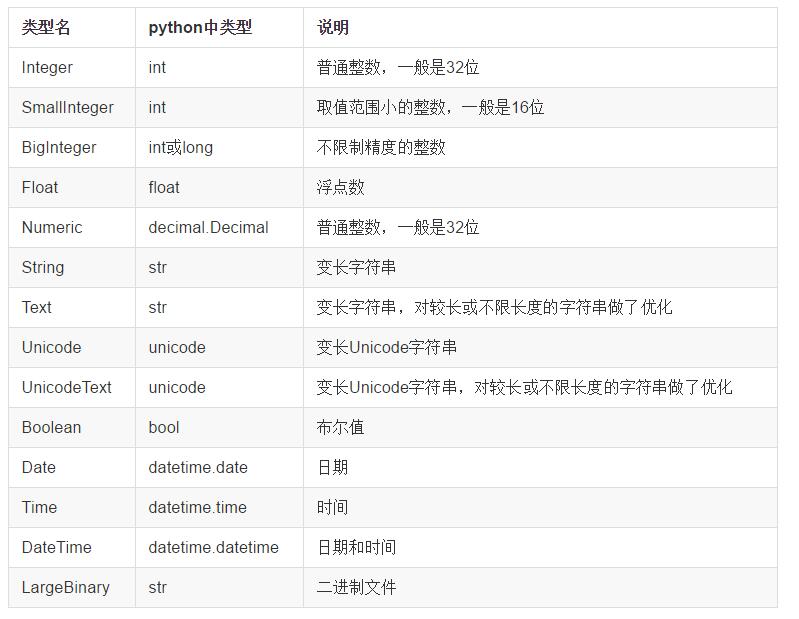 类型名 python中类型 说明
Integer int 普通整数，一般是32位
SmallInteger int 取值范围小的整数，一般是16位
BigInteger int或long 不限制精度的整数
Float float 浮点数
Numeric decimal.Decimal 普通整数，一般是32位
String str 变长字符串
Text str 变长字符串，对较长或不限长度的字符串做了优化
Unicode unicode 变长Unicode字符串
UnicodeText unicode 变长Unicode字符串，对较长或不限长度的字符串做了优化
Boolean bool 布尔值
Date datetime.date 日期
Time datetime.time 时间
DateTime datetime.datetime 日期和时间
LargeBinary str 二进制文件